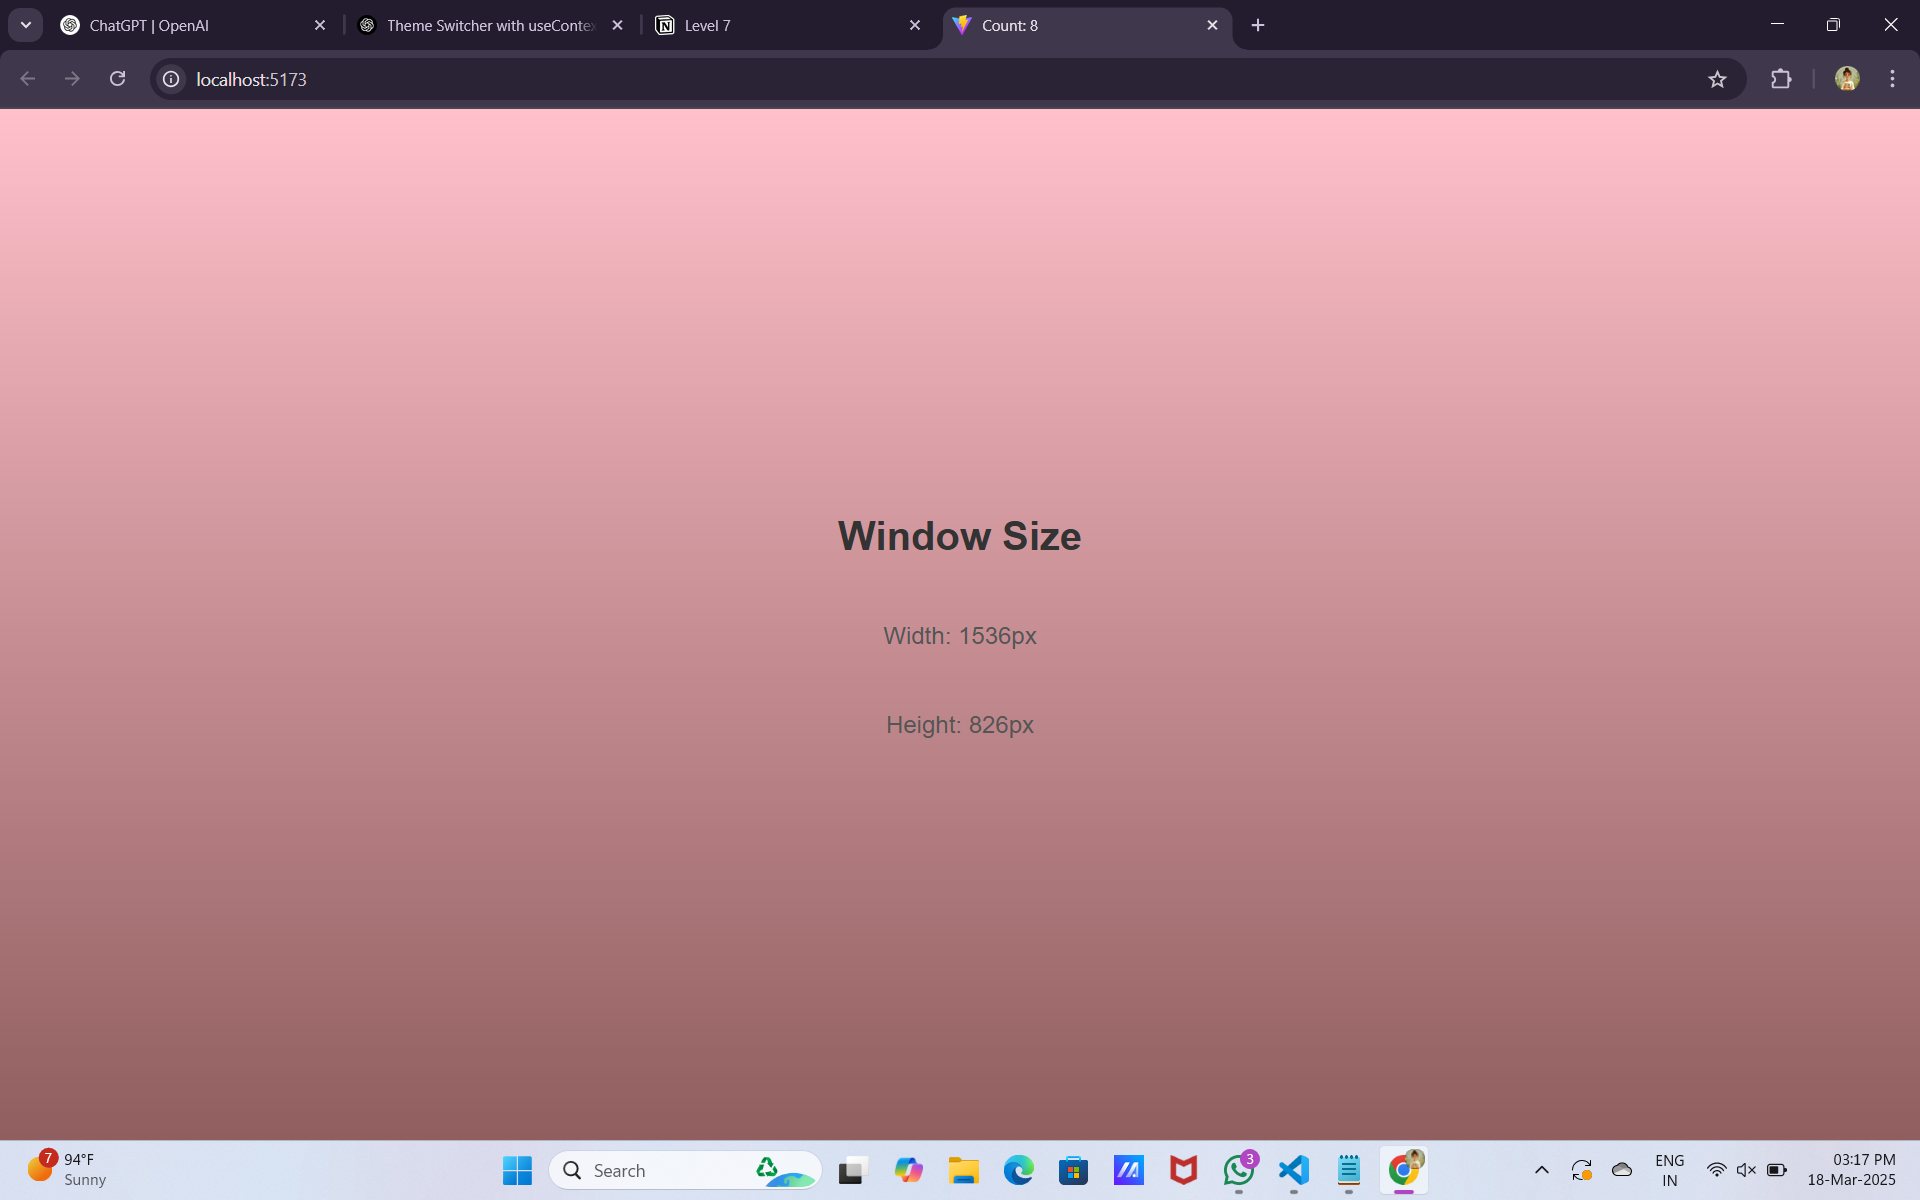 ChatGPT | OpenAI
Theme Switcher with useContex
Level 7
Count: 8
localhost:5173
Window Size
Width: 1536px
Height: 826px
7
94°F
Sunny
Search
3
ENG
IN
03:17 PM
18-Mar-2025